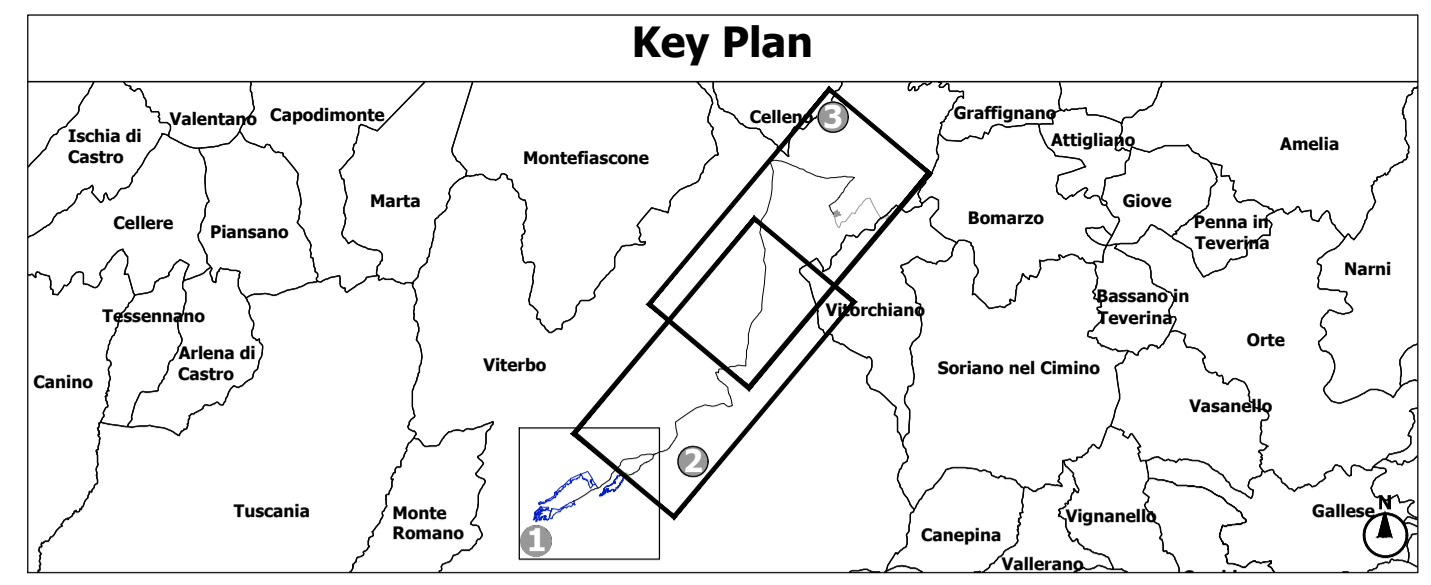 Key Plan
Valentano
Capodimonte
Celleno
3
Graffignano
Ischia di
Castro
Attigliano
Amelia
Montefiascone
Marta
Giove
Cellere
Piansano
Bomarzo
Penna in
Teverina
Narni
Tessennano
Bassano in
Teverina
Vitorchiano
Arlena di
Castro
Orte
Viterbo
Canino
Soriano nel Cimino
Vasanello
2
Tuscania
Monte
Romano
1
N
Gallese
Vignanello
Canepina
Vallerano